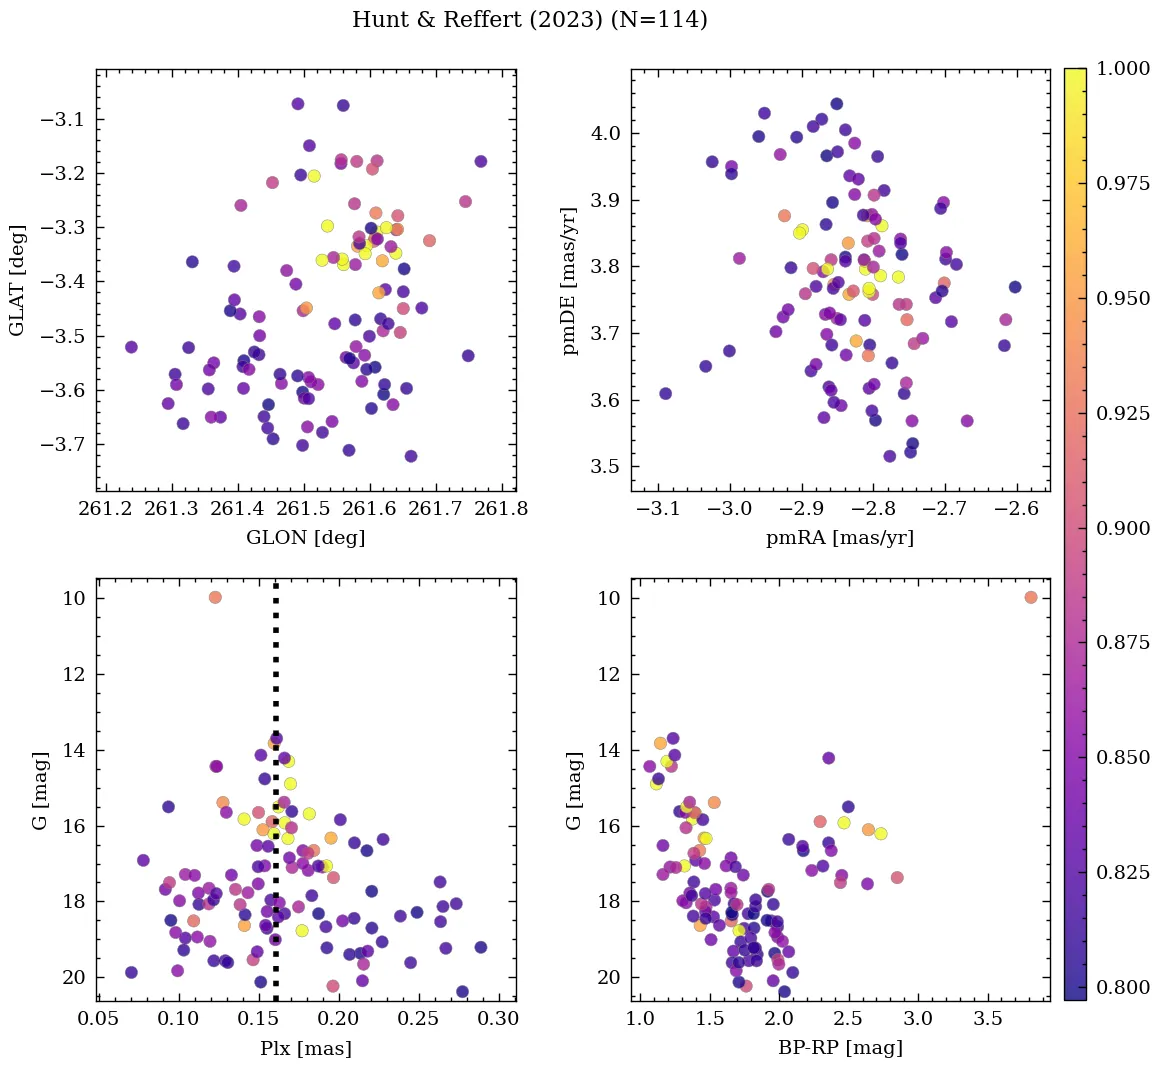 Hunt & Reffert (2023) (N=114)
−3.1
−3.2
−3.3
−3.4
−3.5
−3.6
−3.7
GLAT [deg]
261.2 261.3 261.4 261.5 261.6 261.7 261.8
GLON [deg]
4.0
3.9
3.8
3.7
3.6
3.5
pmDE [mas/yr]
−3.1 −3.0 −2.9 −2.8 −2.7 −2.6
pmRA [mas/yr]
10
12
14
16
18
20
G [mag]
0.05 0.10 0.15 0.20 0.25 0.30
Plx [mas]
10
12
14
16
18
20
G [mag]
1.0 1.5 2.0 2.5 3.0 3.5
BP-RP [mag]
1.000
0.975
0.950
0.925
0.900
0.875
0.850
0.825
0.800